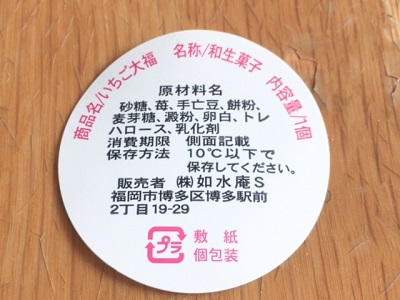 商品名/いちご大福 名称/和生菓子 内容量/1個
原材料名
砂糖、苺、手亡豆、餅粉、
麦芽糖、澱粉、卵白、トレ
ハロース、乳化剤
消費期限 側面記載
保存方法 10℃以下で
保存してください。
販売者 ㈱如水庵S
福岡市博多区博多駅前
2丁目19-29
プラ
敷紙
個包装